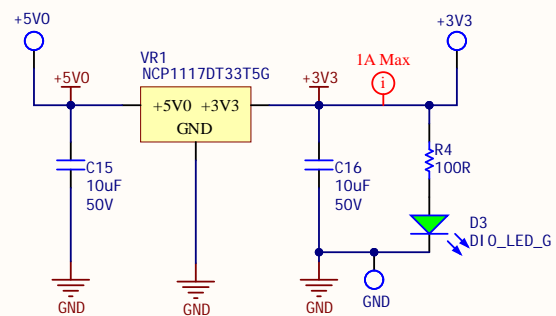 +5V0
+3V3
VR1
NCP1117DT33T5G
1A Max
+5V0
+3V3
i
+5V0 +3V3
GND
C15
10uF
50V
C16
10uF
50V
R4
100R
D3
DIO_LED_G
GND
GND
GND
GND